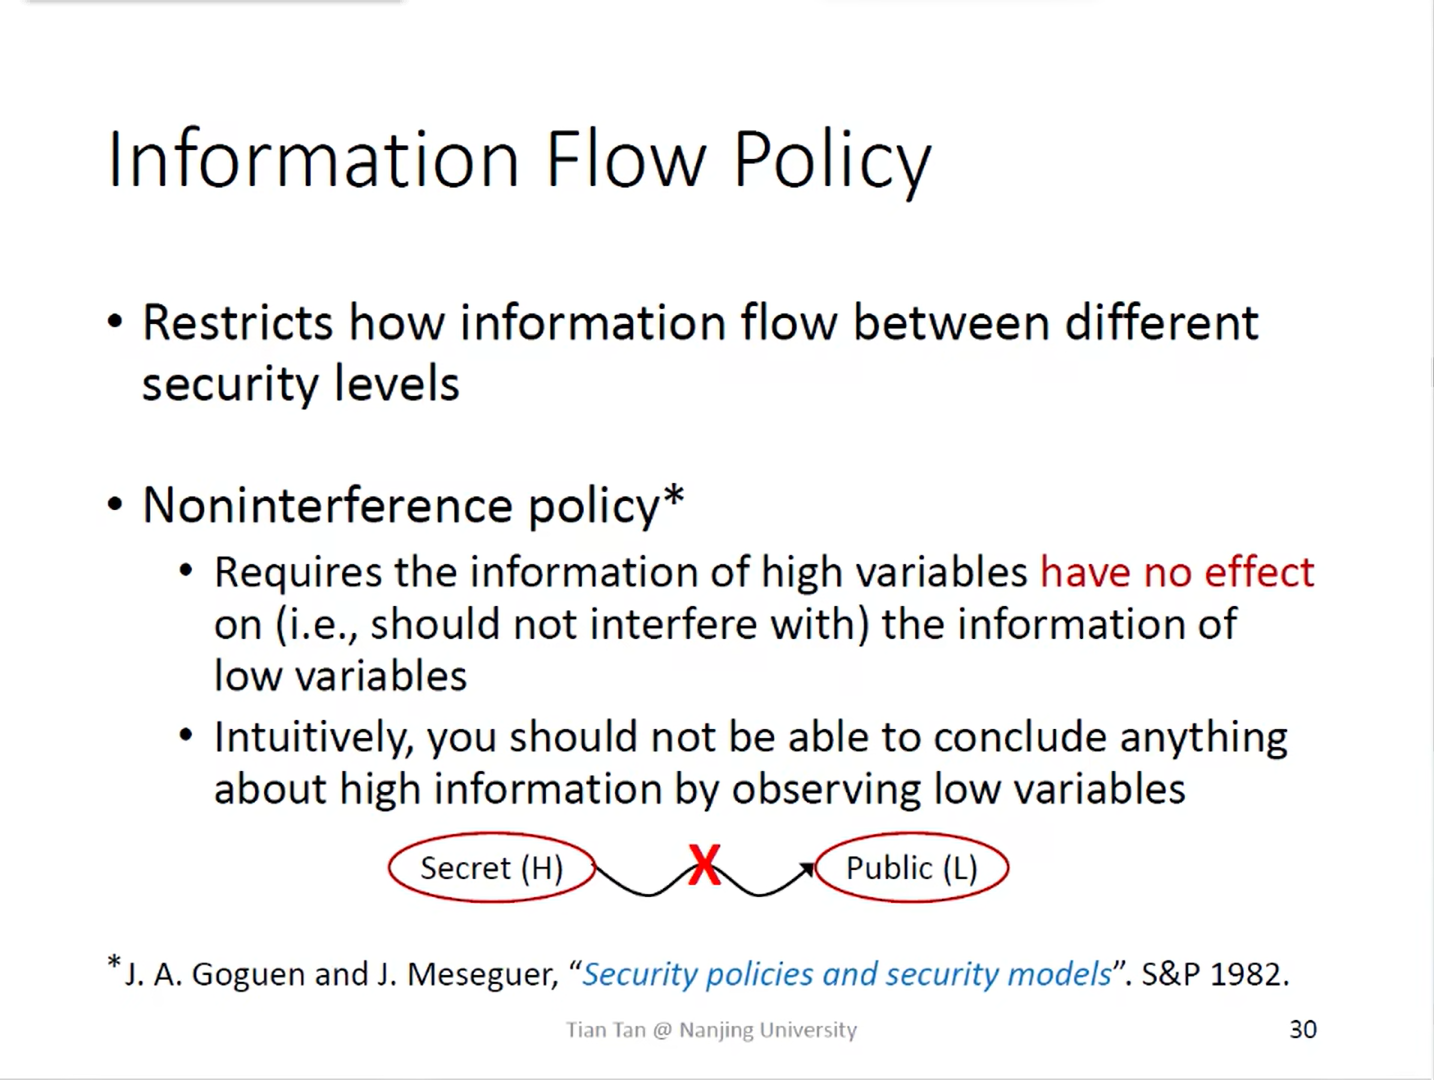 Information Flow Policy
• Restricts how information flow between different
security levels
• Noninterference policy*
• Requires the information of high variables have no effect
on (i.e., should not interfere with) the information of
low variables
• Intuitively, you should not be able to conclude anything
about high information by observing low variables
Secret (H) X Public (L)
*J. A. Goguen and J. Meseguer, “Security policies and security models”. S&P 1982.
Tian Tan @ Nanjing University 30